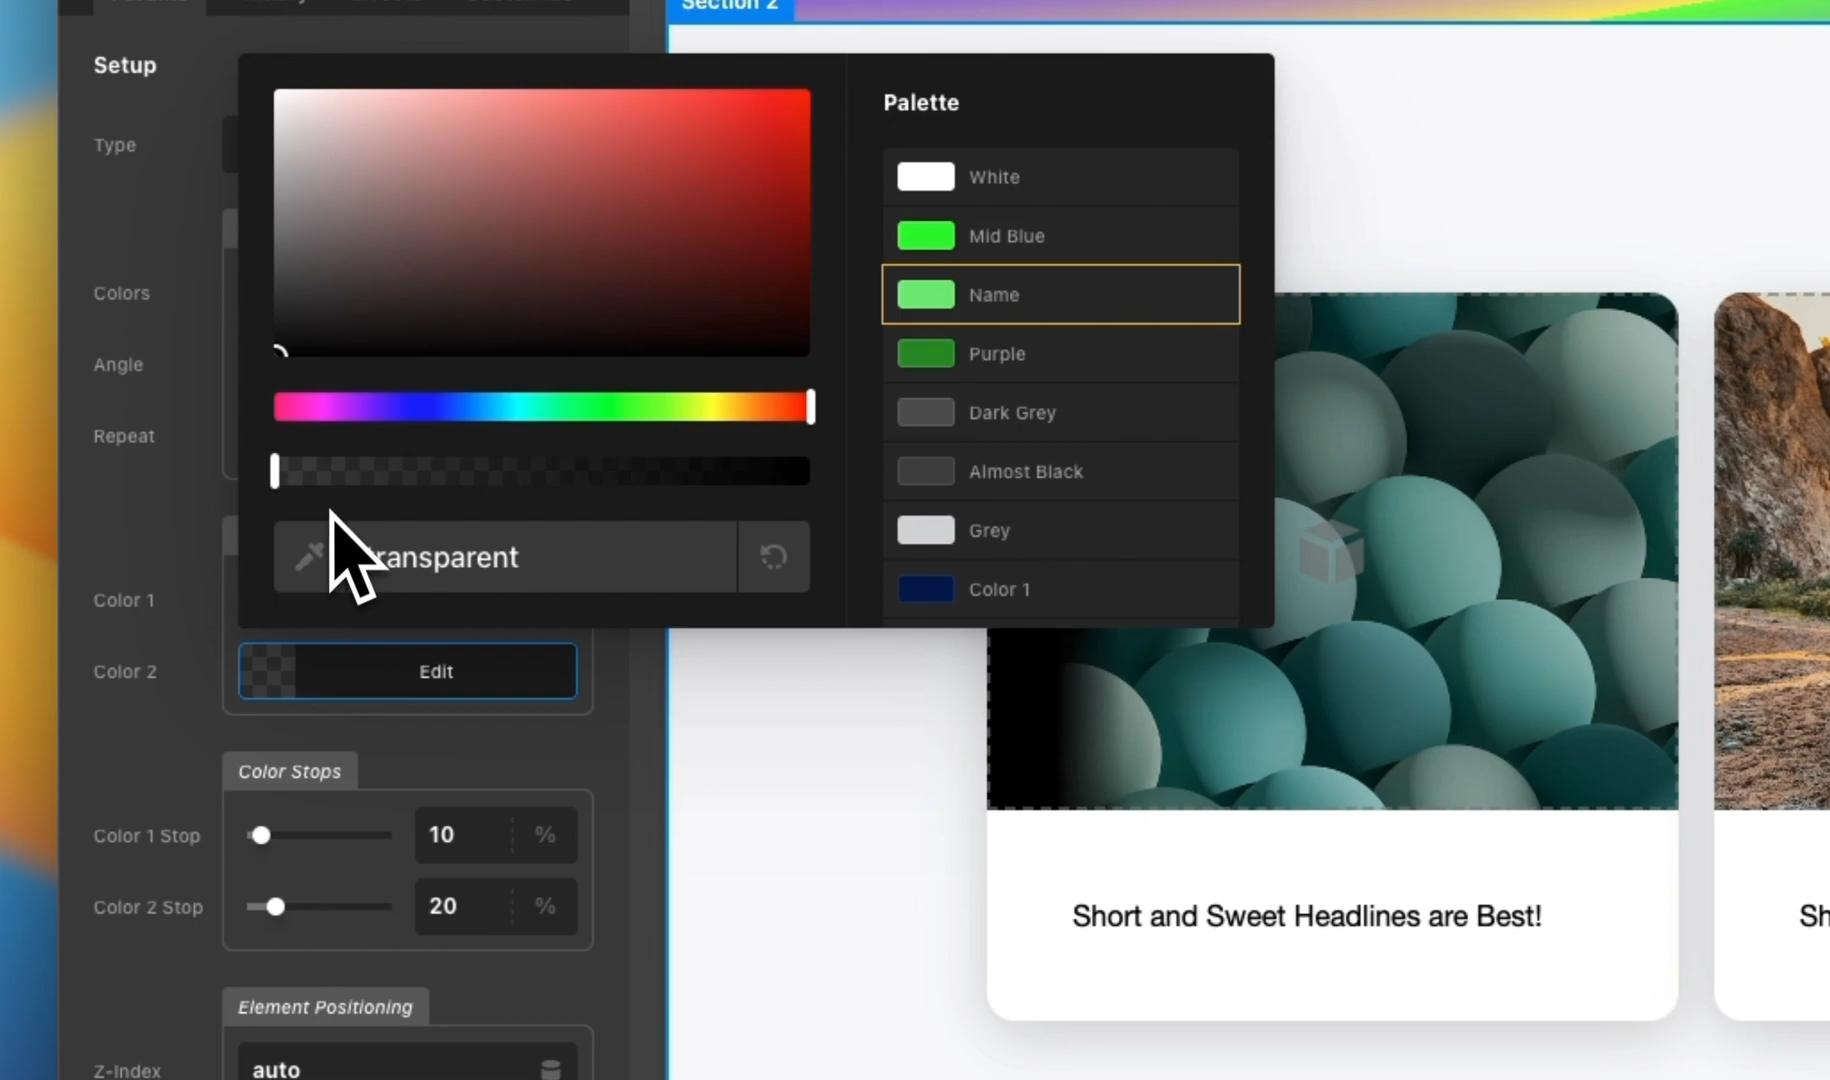 Section 2
Setup
Type
Colors
Angle
Repeat
Color 1
Color 2
Edit
Color Stops
Color 1 Stop
10
%
Color 2 Stop
20
%
Element Positioning
Z-Index
auto
ransparent
Palette
White
Mid Blue
Name
Purple
Dark Grey
Almost Black
Grey
Color 1
Short and Sweet Headlines are Best!
Sh